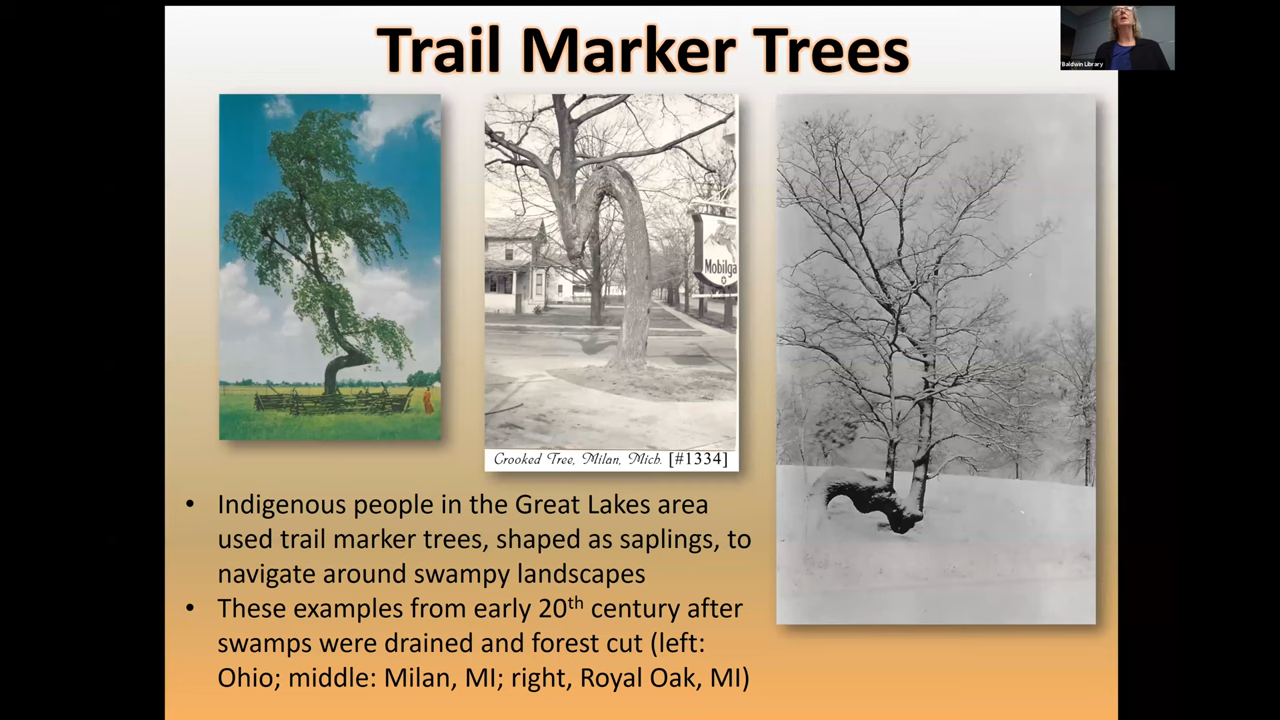 Trail Marker Trees
Baldwin Library
Mobilga
Crooked Tree, Milan, Mich. [#1334]
• Indigenous people in the Great Lakes area
used trail marker trees, shaped as saplings, to
navigate around swampy landscapes
• These examples from early 20th century after
swamps were drained and forest cut (left:
Ohio; middle: Milan, MI; right, Royal Oak, MI)